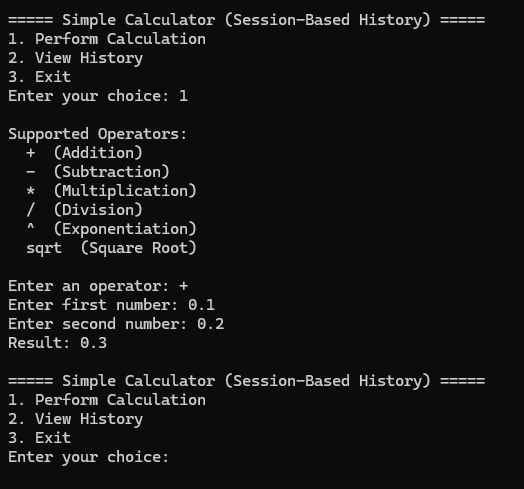 ===== Simple Calculator (Session-Based History) =====
1. Perform Calculation
2. View History
3. Exit
Enter your choice: 1

Supported Operators:
  +  (Addition)
  -  (Subtraction)
  *  (Multiplication)
  /  (Division)
  ^  (Exponentiation)
  sqrt  (Square Root)

Enter an operator: +
Enter first number: 0.1
Enter second number: 0.2
Result: 0.3

===== Simple Calculator (Session-Based History) =====
1. Perform Calculation
2. View History
3. Exit
Enter your choice: